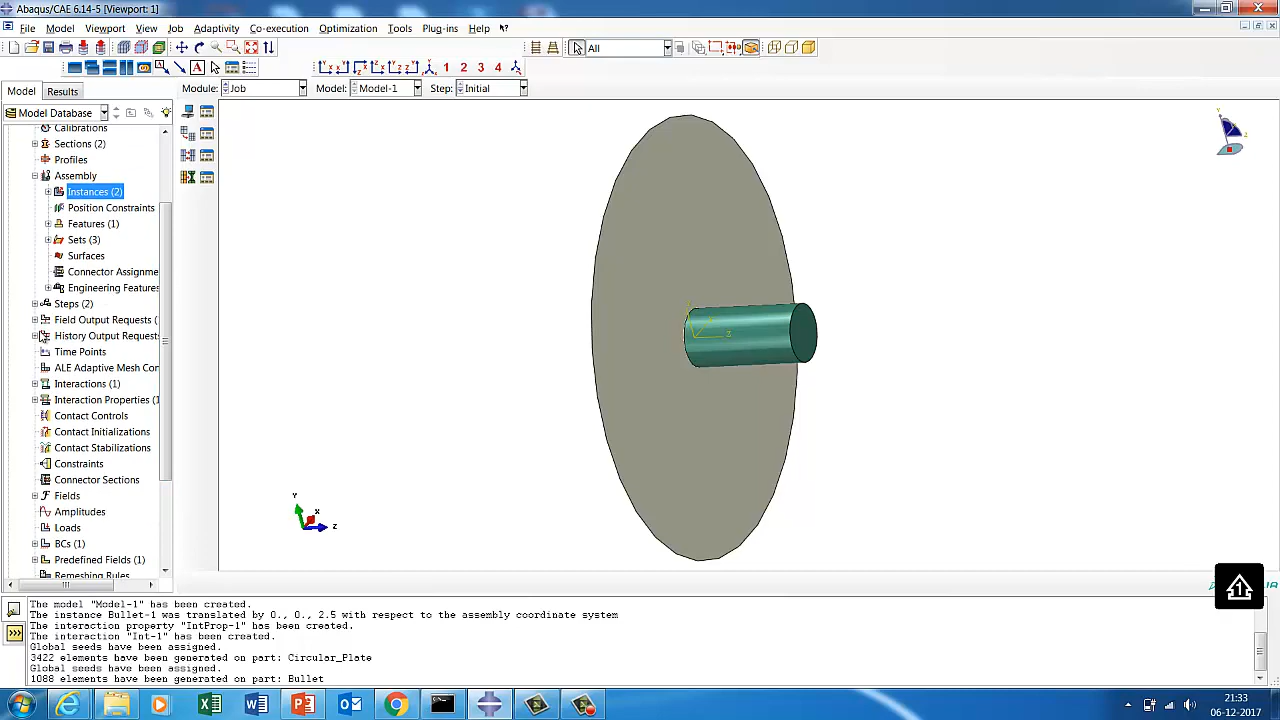 Abaqus/CAE 6.14-5 [Viewport: 1]
File Model Viewport View Job Adaptivity Co-execution Optimization Tools Plug-ins Help
All
1 2 3 4
Model Results Module: Job Model: Model-1 Step: Initial
Model Database
Calibrations
Sections (2)
Profiles
Assembly
Instances (2)
Position Constraints
Features (1)
Sets (3)
Surfaces
Connector Assignme
Engineering Features
Steps (2)
Field Output Requests (
History Output Request
Time Points
ALE Adaptive Mesh Con
Interactions (1)
Interaction Properties (1
Contact Controls
Contact Initializations
Contact Stabilizations
Constraints
Connector Sections
Fields
Amplitudes
Loads
BCs (1)
Predefined Fields (1)
Remeshing Rules
Y
X
Z
The model "Model-1" has been created.
The instance Bullet-1 was translated by 0., 0., 2.5 with respect to the assembly coordinate system
The interaction property "IntProp-1" has been created.
The interaction "Int-1" has been created.
Global seeds have been assigned.
3422 elements have been generated on part: Circular_Plate
Global seeds have been assigned.
1088 elements have been generated on part: Bullet
21:33
06-12-2017